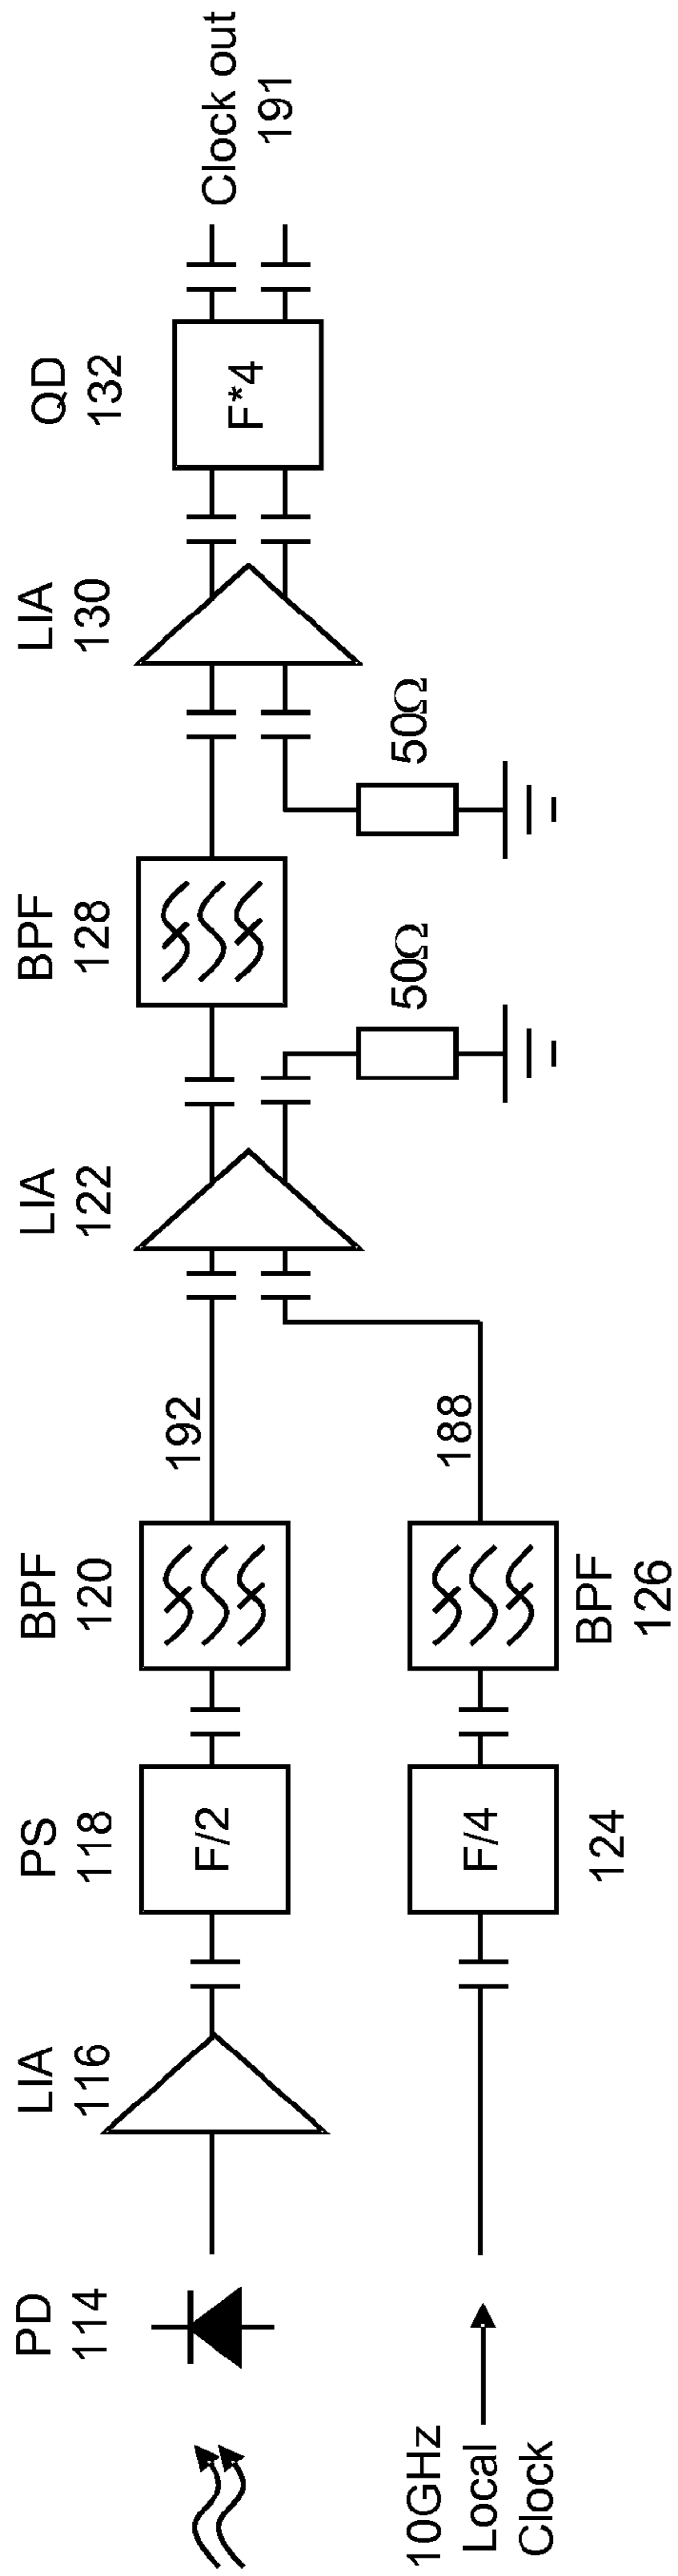 PD
114
LIA
116
PS
118
F/2
BPF
120
192
LIA
122
BPF
128
LIA
130
QD
132
F*4
Clock out
191
50Ω
50Ω
10GHz
Local
Clock
F/4
124
BPF
126
188